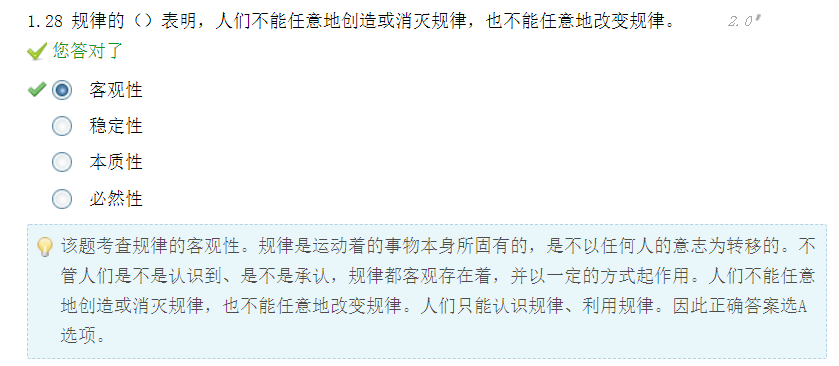 1.28 规律的（）表明，人们不能任意地创造或消灭规律，也不能任意地改变规律。 2.0'
您答对了
客观性
稳定性
本质性
必然性
该题考查规律的客观性。规律是运动着的事物本身所固有的，是不以任何人的意志为转移的。不
管人们是不是认识到、是不是承认，规律都客观存在着，并以一定的方式起作用。人们不能任意
地创造或消灭规律，也不能任意地改变规律。人们只能认识规律、利用规律。因此正确答案选A
选项。